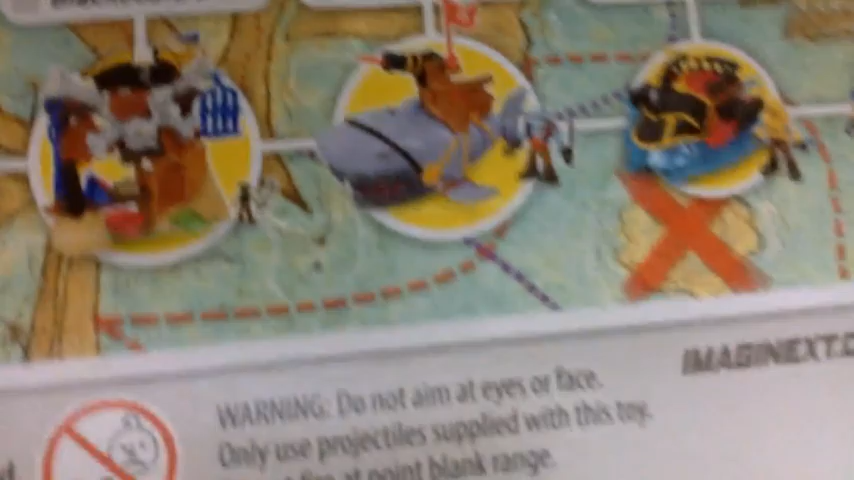 IMAGINEXT.C
WARNING: Do not aim at eyes or face.
Only use projectiles supplied with this toy.
at point blank range.